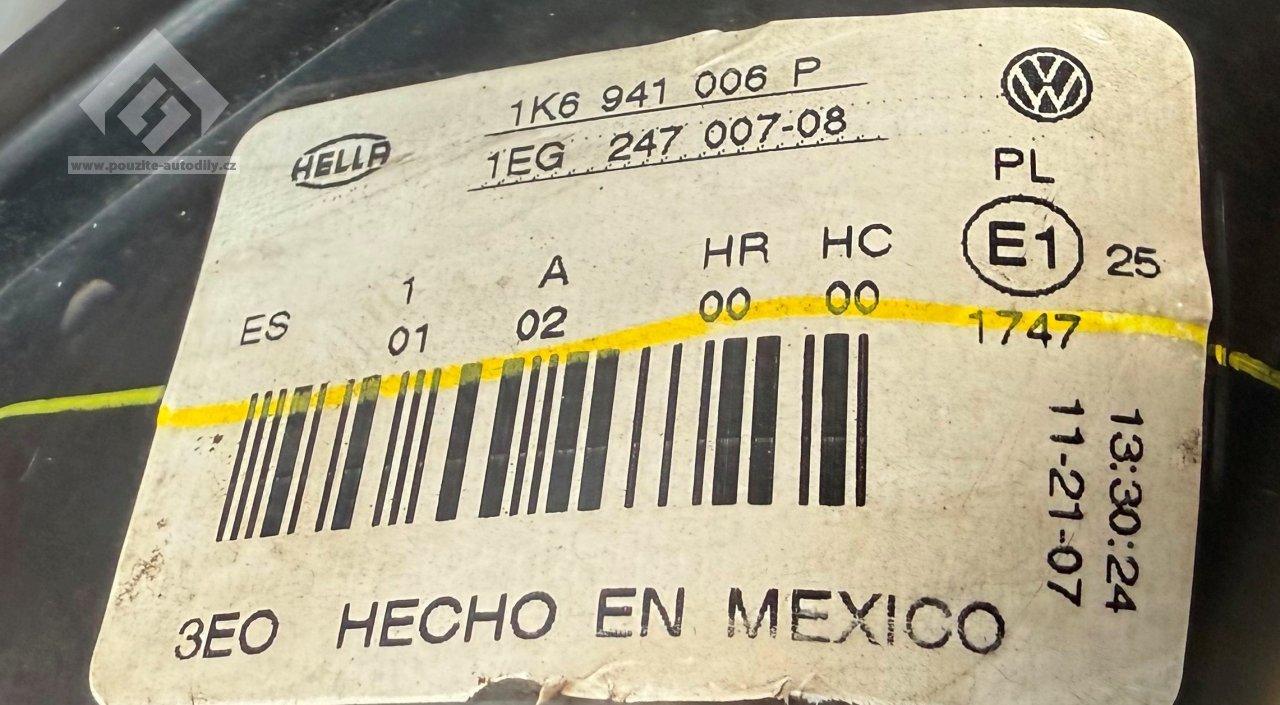 www.pouzite-autodily.cz
HELLA
1K6 941 006 P
1EG 247 007-08
VW
PL
E1 25
1747
1 A HR HC
ES 01 02 00 00
13:30:24
11-21-07
3EO HECHO EN MEXICO